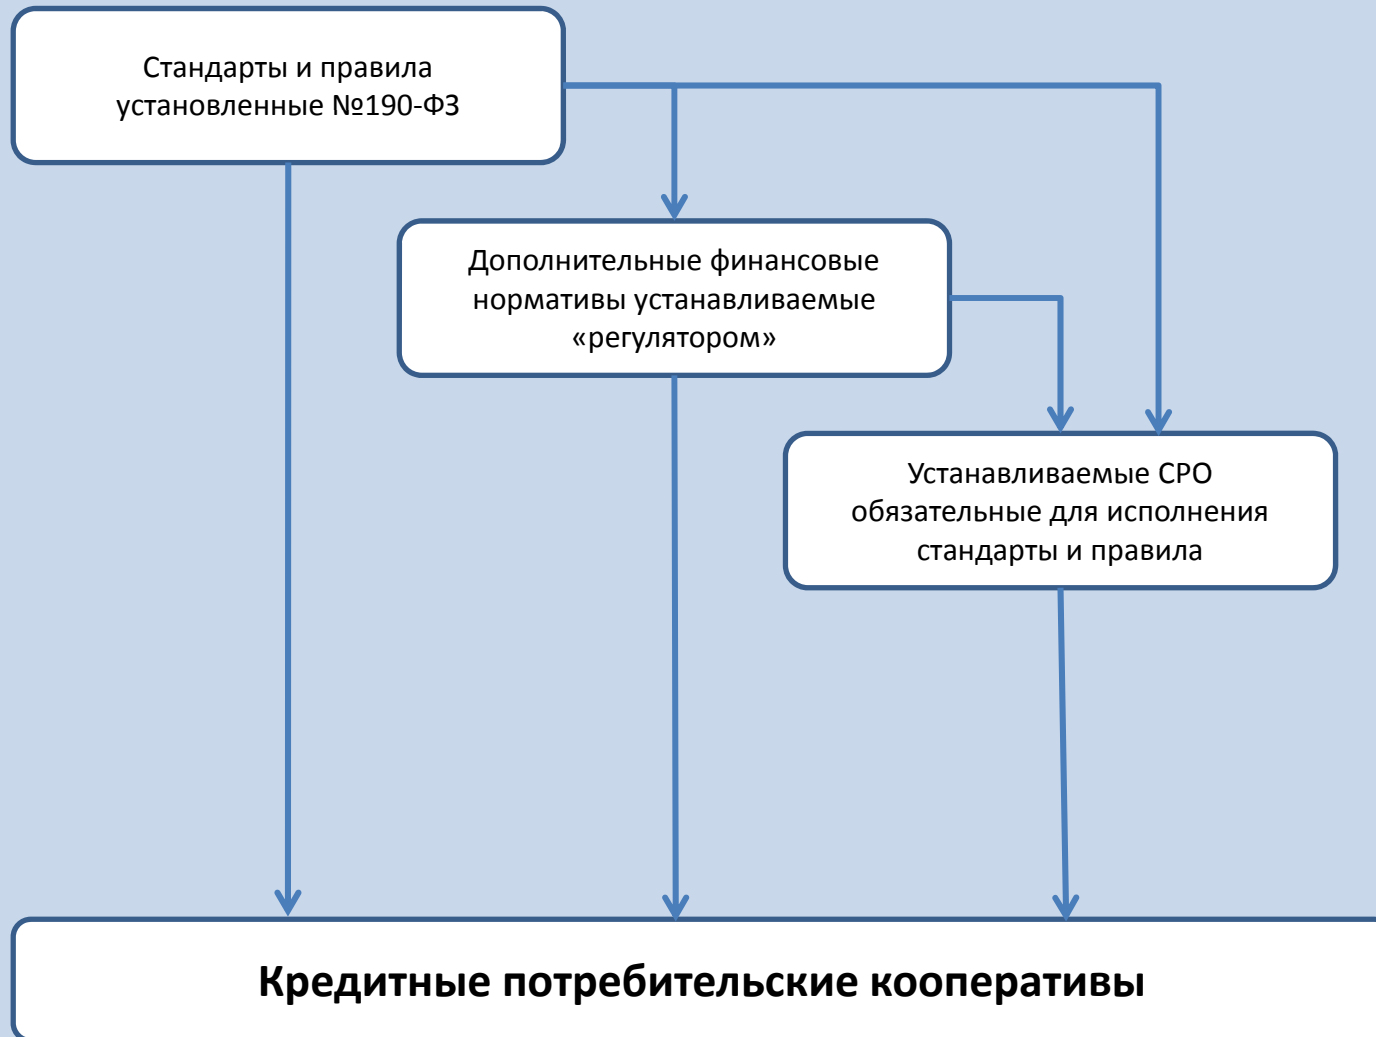 Стандарты и правила
установленные №190-ФЗ
Дополнительные финансовые
нормативы устанавливаемые
«регулятором»
Устанавливаемые СРО
обязательные для исполнения
стандарты и правила
Кредитные потребительские кооперативы